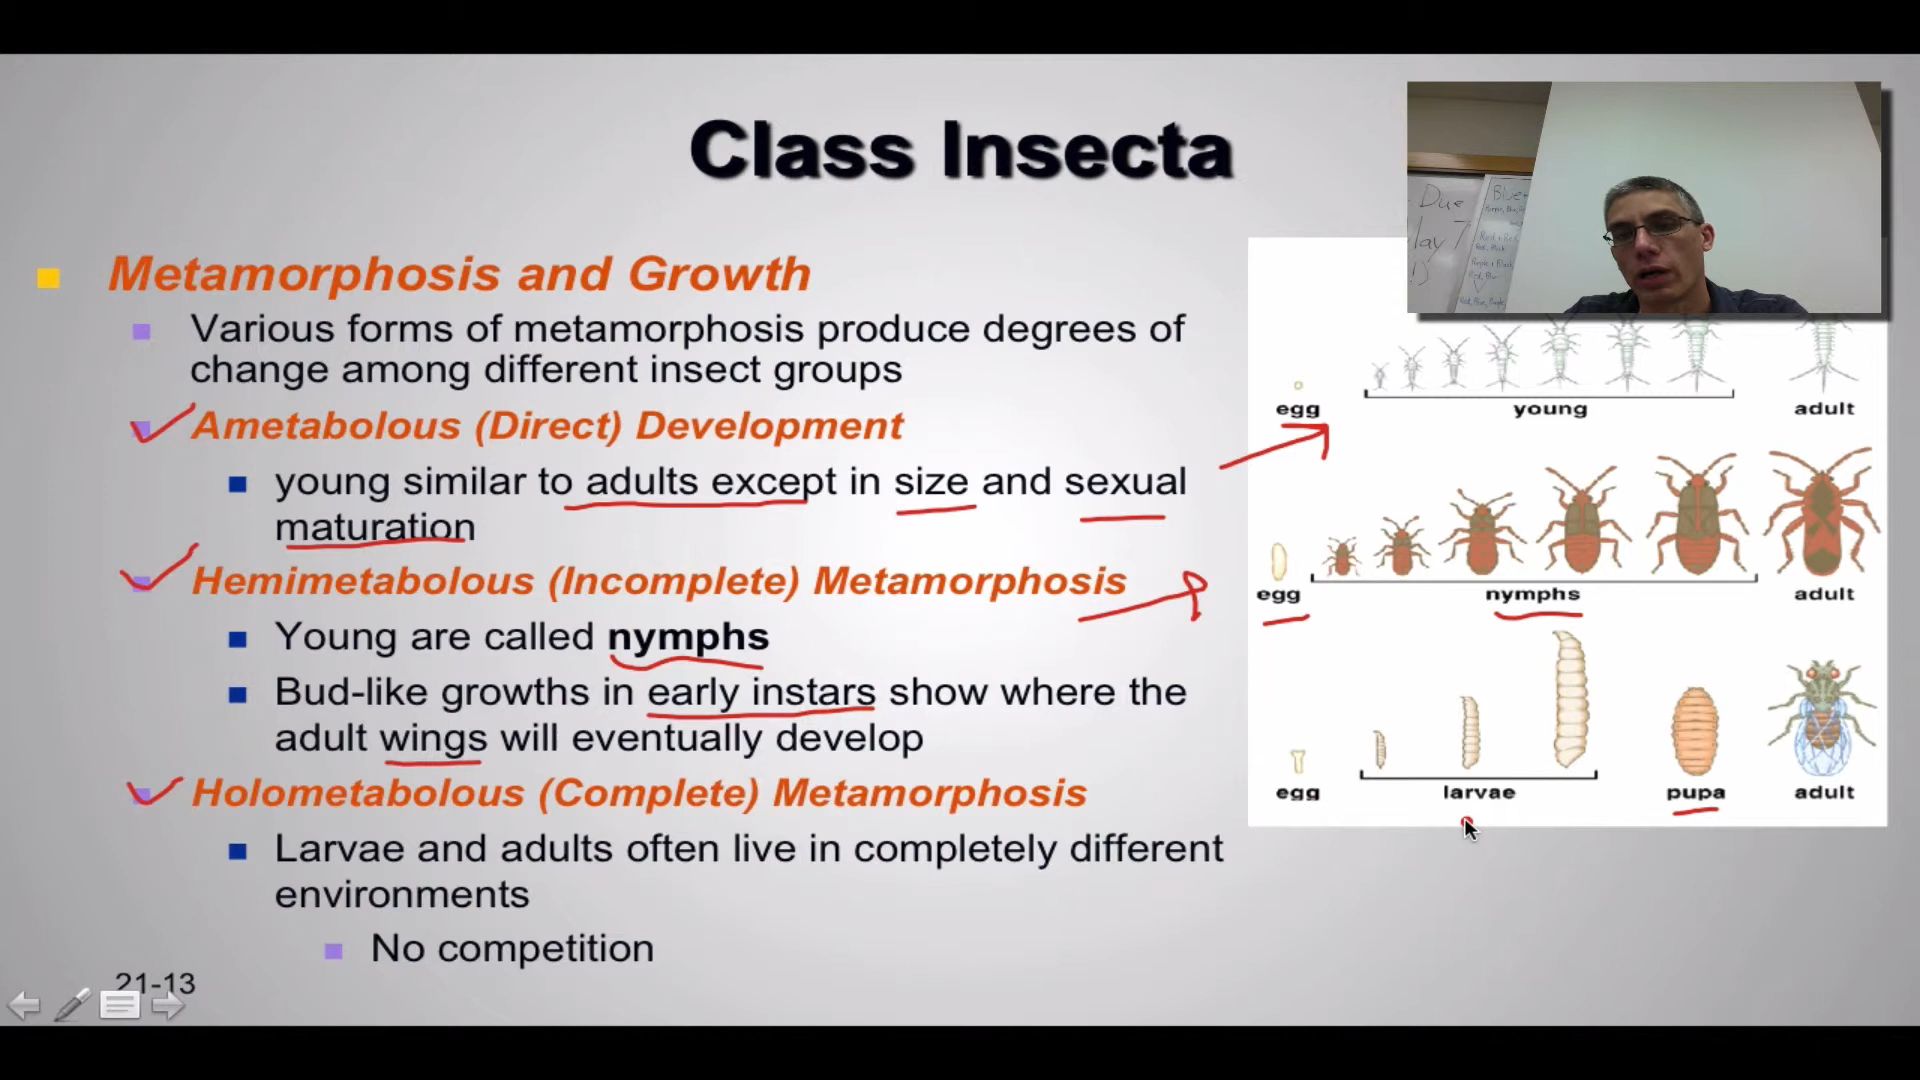 Class Insecta
Metamorphosis and Growth
Various forms of metamorphosis produce degrees of
change among different insect groups
Ametabolous (Direct) Development
young similar to adults except in size and sexual
maturation
Hemimetabolous (Incomplete) Metamorphosis
Young are called nymphs
Bud-like growths in early instars show where the
adult wings will eventually develop
Holometabolous (Complete) Metamorphosis
Larvae and adults often live in completely different
environments
No competition
21-13
Due
Blue
egg young adult
egg nymphs adult
egg larvae pupa adult